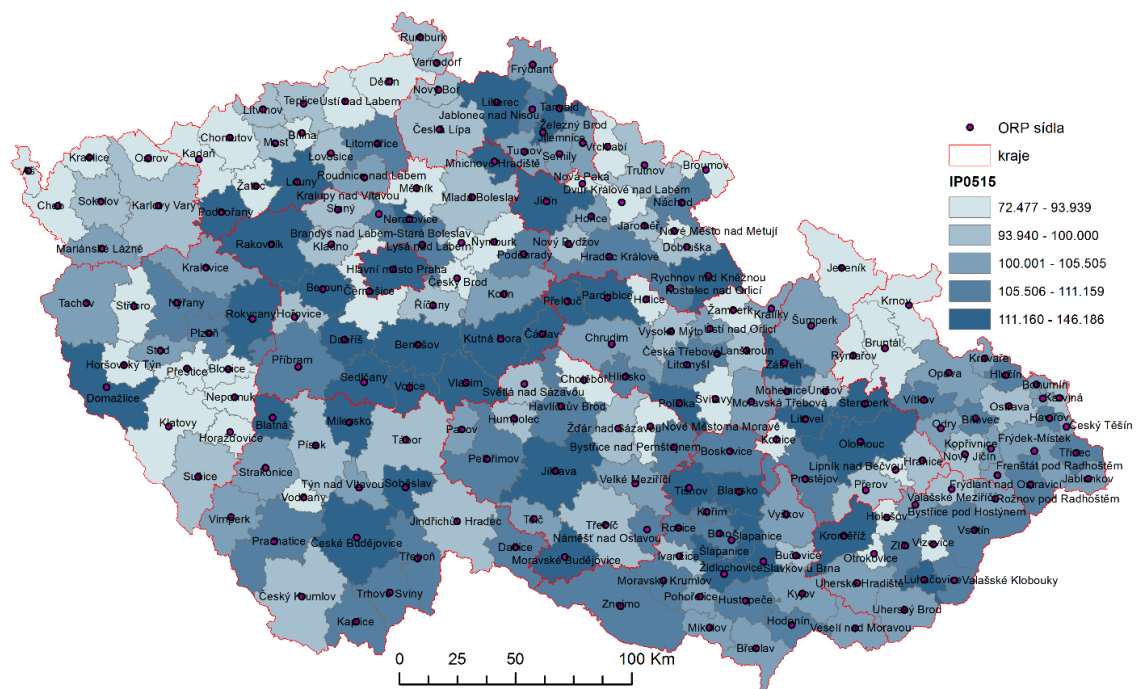 Rumburk
Varnsdorf
Frýdlant
Děčín
Nový Bor
Liberec
Tanvald
Teplice
Ústí nad Labem
Litvínov
Jablonec nad Nisou
Česká Lípa
Železný Brod
Bílina
Most
Jilemnice
Vrchlabí
Chomutov
Litoměřice
Lovosice
Turnov
Semily
Trutnov
Broumov
Kraslice
Ostrov
Kadaň
Mnichovo Hradiště
Roudnice nad Labem
Nová Paka
Aš
Žatec
Louny
Mělník
Dvůr Králové nad Labem
Cheb
Sokolov
Karlovy Vary
Podbořany
Kralupy nad Vltavou
Mladá Boleslav
Jičín
Náchod
Slaný
Neratovice
Hořice
Jaroměř
Nové Město nad Metují
Brandýs nad Labem-Stará Boleslav
Mariánské Lázně
Rakovník
Kladno
Lysá nad Labem
Nymburk
Nový Bydžov
Dobruška
Poděbrady
Hradec Králové
Kralovice
Hlavní město Praha
Rychnov nad Kněžnou
Jeseník
Český Brod
Kostelec nad Orlicí
Beroun
Černošice
Kolín
Přelouč
Pardubice
Holice
Tachov
Stříbro
Nýřany
Říčany
Žamberk
Králíky
Krnov
Rokycany
Hořovice
Šumperk
Plzeň
Dobříš
Benešov
Kutná Hora
Čáslav
Chrudim
Vysoké Mýto
Ústí nad Orlicí
Bruntál
Stod
Horšovský Týn
Příbram
Česká Třebová
Lanškroun
Rýmařov
Přeštice
Blovice
Litomyšl
Zábřeh
Kravaře
Sedlčany
Votice
Vlašim
Chotěboř
Hlinsko
Opava
Hlučín
Světlá nad Sázavou
Domažlice
Nepomuk
Bohumín
Polička
Svitavy
Moravská Třebová
Mohelnice
Uničov
Šternberk
Vítkov
Karviná
Ostrava
Havlíčkův Brod
Blatná
Milevsko
Humpolec
Litovel
Havířov
Klatovy
Horažďovice
Pacov
Žďár nad Sázavou
Nové Město na Moravě
Odry
Bílovec
Český Těšín
Písek
Tábor
Konice
Olomouc
Bystřice nad Pernštejnem
Kopřivnice
Frýdek-Místek
Pelhřimov
Boskovice
Nový Jičín
Třinec
Sušice
Strakonice
Jihlava
Lipník nad Bečvou
Hranice
Frenštát pod Radhoštěm
Týn nad Vltavou
Soběslav
Velké Meziříčí
Prostějov
Frýdlant nad Ostravicí
Jablunkov
Vodňany
Tišnov
Blansko
Přerov
Valašské Meziříčí
Rožnov pod Radhoštěm
Bystřice pod Hostýnem
Vimperk
Jindřichův Hradec
Telč
Třebíč
Kuřim
Vyškov
Holešov
Vsetín
Prachatice
České Budějovice
Náměšť nad Oslavou
Rosice
Brno
Šlapanice
Kroměříž
Zlín
Vizovice
Třeboň
Dačice
Moravské Budějovice
Ivančice
Šlapanice
Bučovice
Otrokovice
Židlochovice
Slavkov u Brna
Český Krumlov
Trhové Sviny
Moravský Krumlov
Uherské Hradiště
Luhačovice
Valašské Klobouky
Znojmo
Pohořelice
Hustopeče
Kyjov
Uherský Brod
Kaplice
Mikulov
Hodonín
Veselí nad Moravou
Břeclav
ORP sídla
kraje
IP0515
72.477 - 93.939
93.940 - 100.000
100.001 - 105.505
105.506 - 111.159
111.160 - 146.186
0 25 50 100 Km